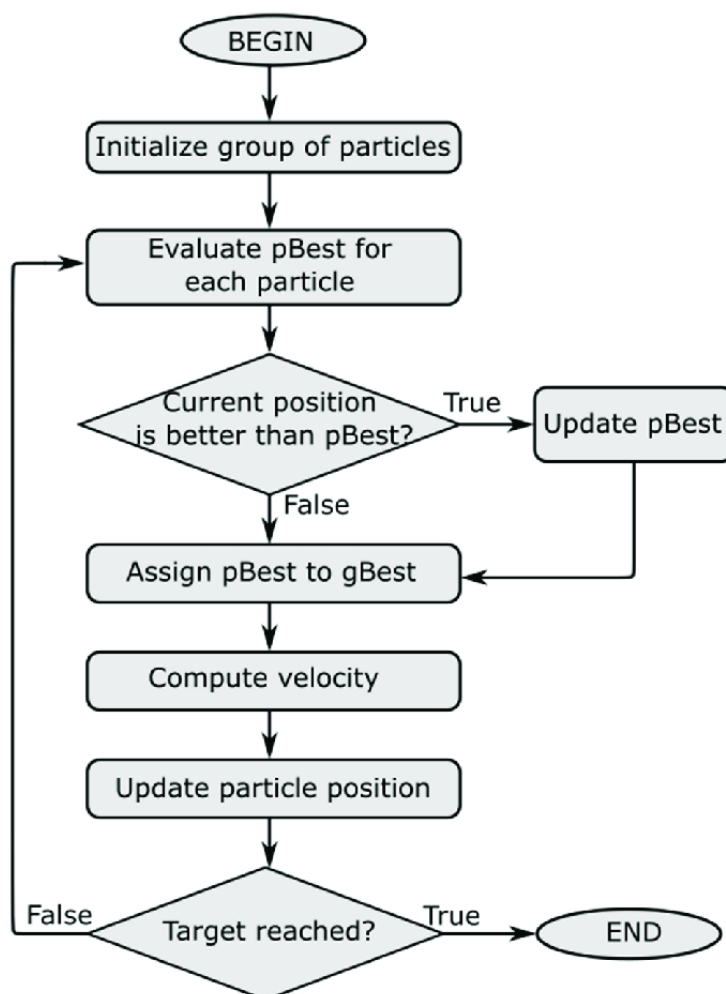 BEGIN
Initialize group of particles
Evaluate pBest for
each particle
Current position
is better than pBest?
True
Update pBest
False
Assign pBest to gBest
Compute velocity
Update particle position
False
Target reached?
True
END